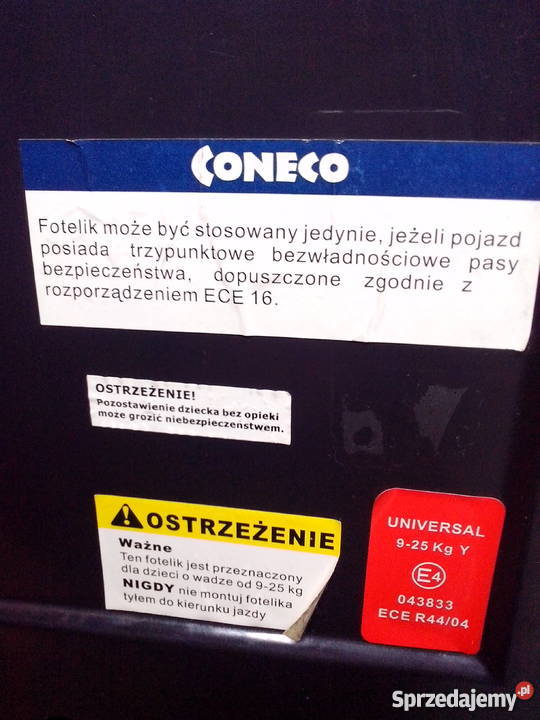 CONECO
Fotelik może być stosowany jedynie, jeżeli pojazd
posiada trzypunktowe bezwładnościowe pasy
bezpieczeństwa, dopuszczone zgodnie z
rozporządzeniem ECE 16.
OSTRZEŻENIE!
Pozostawienie dziecka bez opieki
może grozić niebezpieczeństwem.
OSTRZEŻENIE
Ważne
Ten fotelik jest przeznaczony
dla dzieci o wadze od 9-25 kg
NIGDY nie montuj fotelika
tyłem do kierunku jazdy
UNIVERSAL
9-25 Kg Y
E4
043833
ECE R44/04
Sprzedajemy.pl